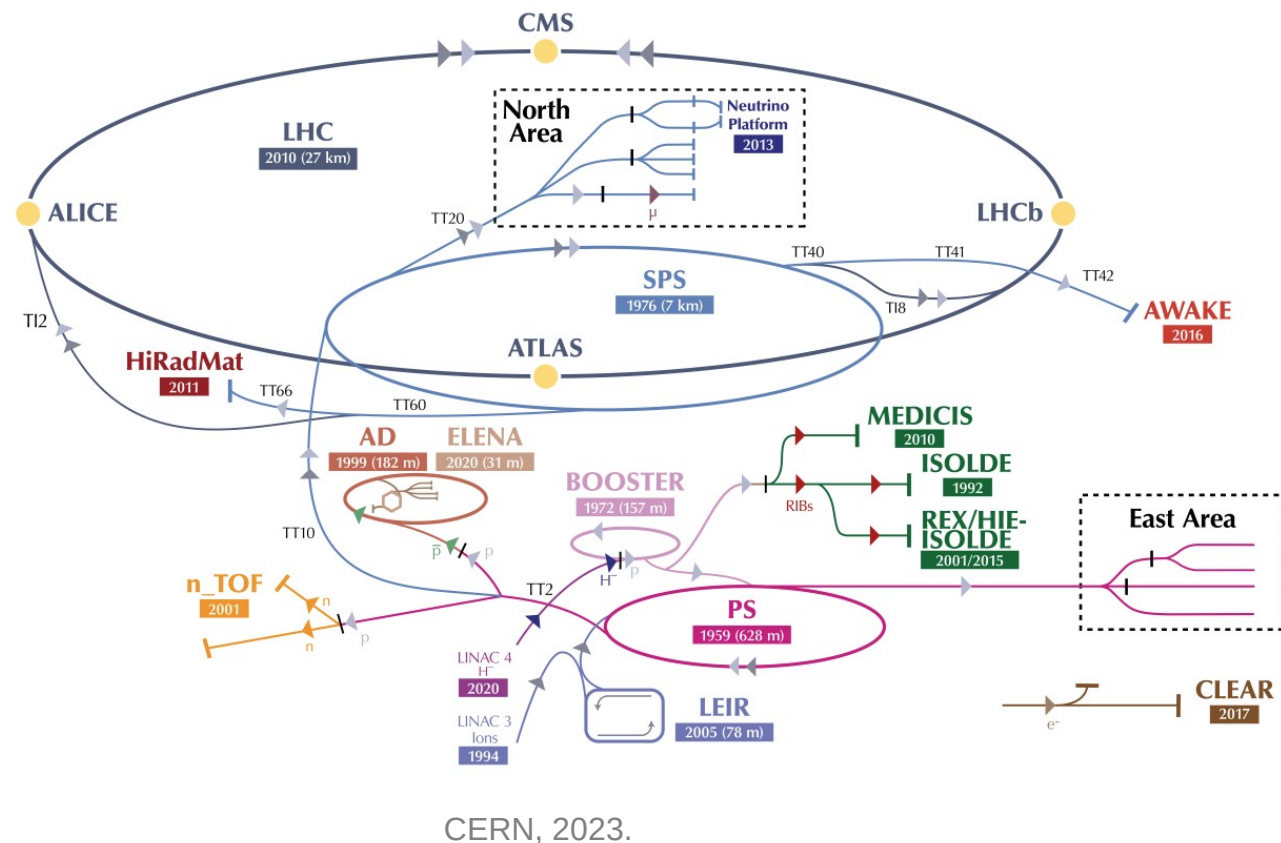 CMS
North
Area
Neutrino
Platform
2013
LHC
2010 (27 km)
ALICE
LHCb
TT20
μ
SPS
1976 (7 km)
TT40
TT41
TT42
TI8
AWAKE
2016
TI2
ATLAS
HiRadMat
2011
TT66
TT60
AD
1999 (182 m)
ELENA
2020 (31 m)
MEDICIS
2010
ISOLDE
1992
RIBs
REX/HIE-
ISOLDE
2001/2015
BOOSTER
1972 (157 m)
East Area
TT10
p̅
p
H⁻
p
n_TOF
2001
n
n
p
TT2
PS
1959 (628 m)
LINAC 4
H⁻
2020
LINAC 3
Ions
1994
LEIR
2005 (78 m)
CLEAR
2017
e⁻
CERN, 2023.